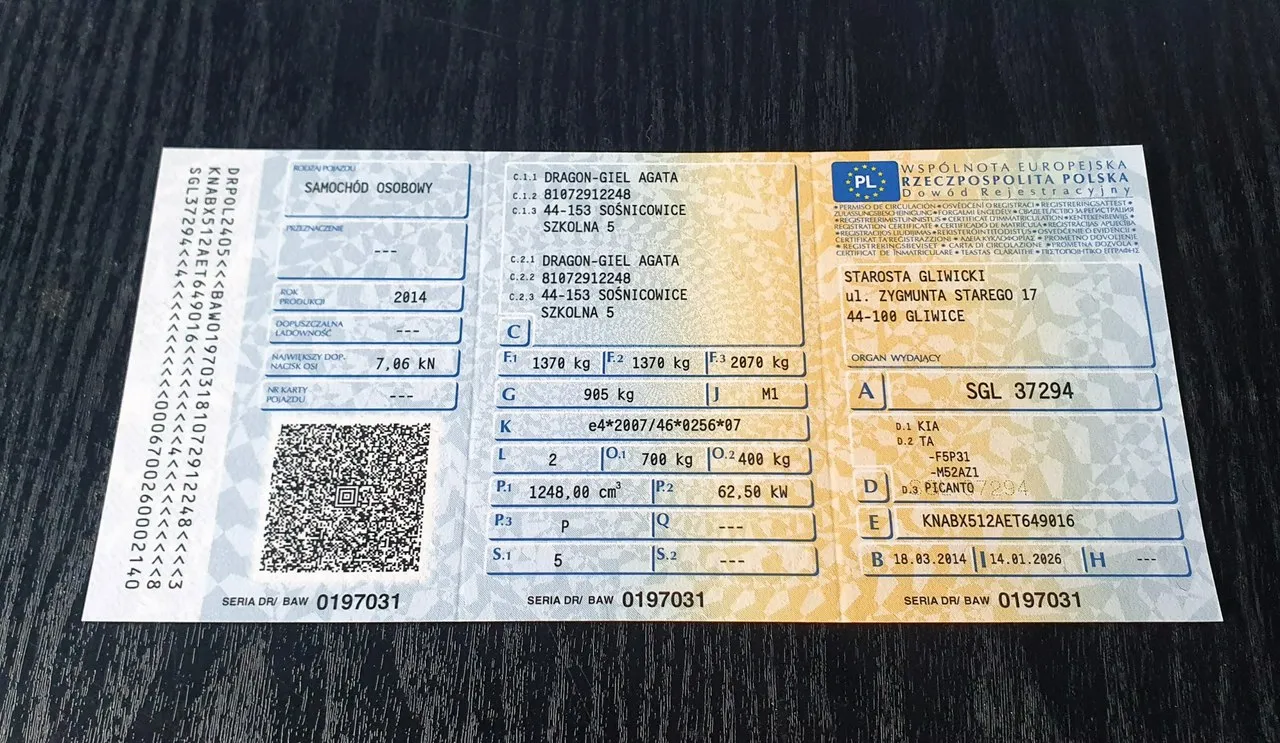 DRPOL2405<<BAW019703181072912248<<<<3
KNABX512AET649016<<<<<<4<<<<<<<<<<<<8
SGL37294<<4<<<<<<<<<<<<0006700260002140
RODZAJ POJAZDU
SAMOCHÓD OSOBOWY
PRZEZNACZENIE
---
ROK PRODUKCJI 2014
DOPUSZCZALNA ŁADOWNOŚĆ ---
NAJWIĘKSZY DOP. NACISK OSI 7,06 kN
NR KARTY POJAZDU ---
SERIA DR/ BAW 0197031
C.1.1 DRAGON-GIEL AGATA
C.1.2 81072912248
C.1.3 44-153 SOŚNICOWICE
SZKOLNA 5
C.2.1 DRAGON-GIEL AGATA
C.2.2 81072912248
C.2.3 44-153 SOŚNICOWICE
SZKOLNA 5
C
F.1 1370 kg F.2 1370 kg F.3 2070 kg
G 905 kg J M1
K e4*2007/46*0256*07
L 2 O.1 700 kg O.2 400 kg
P.1 1248,00 cm³ P.2 62,50 kW
P.3 P Q ---
S.1 5 S.2 ---
SERIA DR/ BAW 0197031
PL
WSPÓLNOTA EUROPEJSKA
RZECZPOSPOLITA POLSKA
Dowód Rejestracyjny
STAROSTA GLIWICKI
ul. ZYGMUNTA STAREGO 17
44-100 GLIWICE
ORGAN WYDAJĄCY
A SGL 37294
D.1 KIA
D.2 TA
-F5P31
-M52AZ1
D D.3 PICANTO
E KNABX512AET649016
B 18.03.2014 I 14.01.2026 H ---
SERIA DR/ BAW 0197031